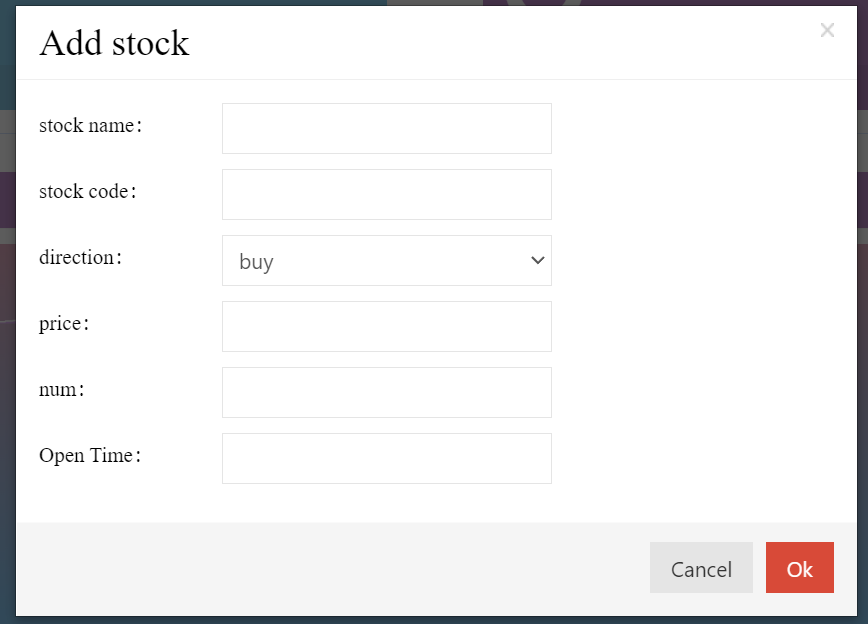 Add stock
×
stock name：
stock code：
direction：
buy
price：
num：
Open Time：
Cancel
Ok